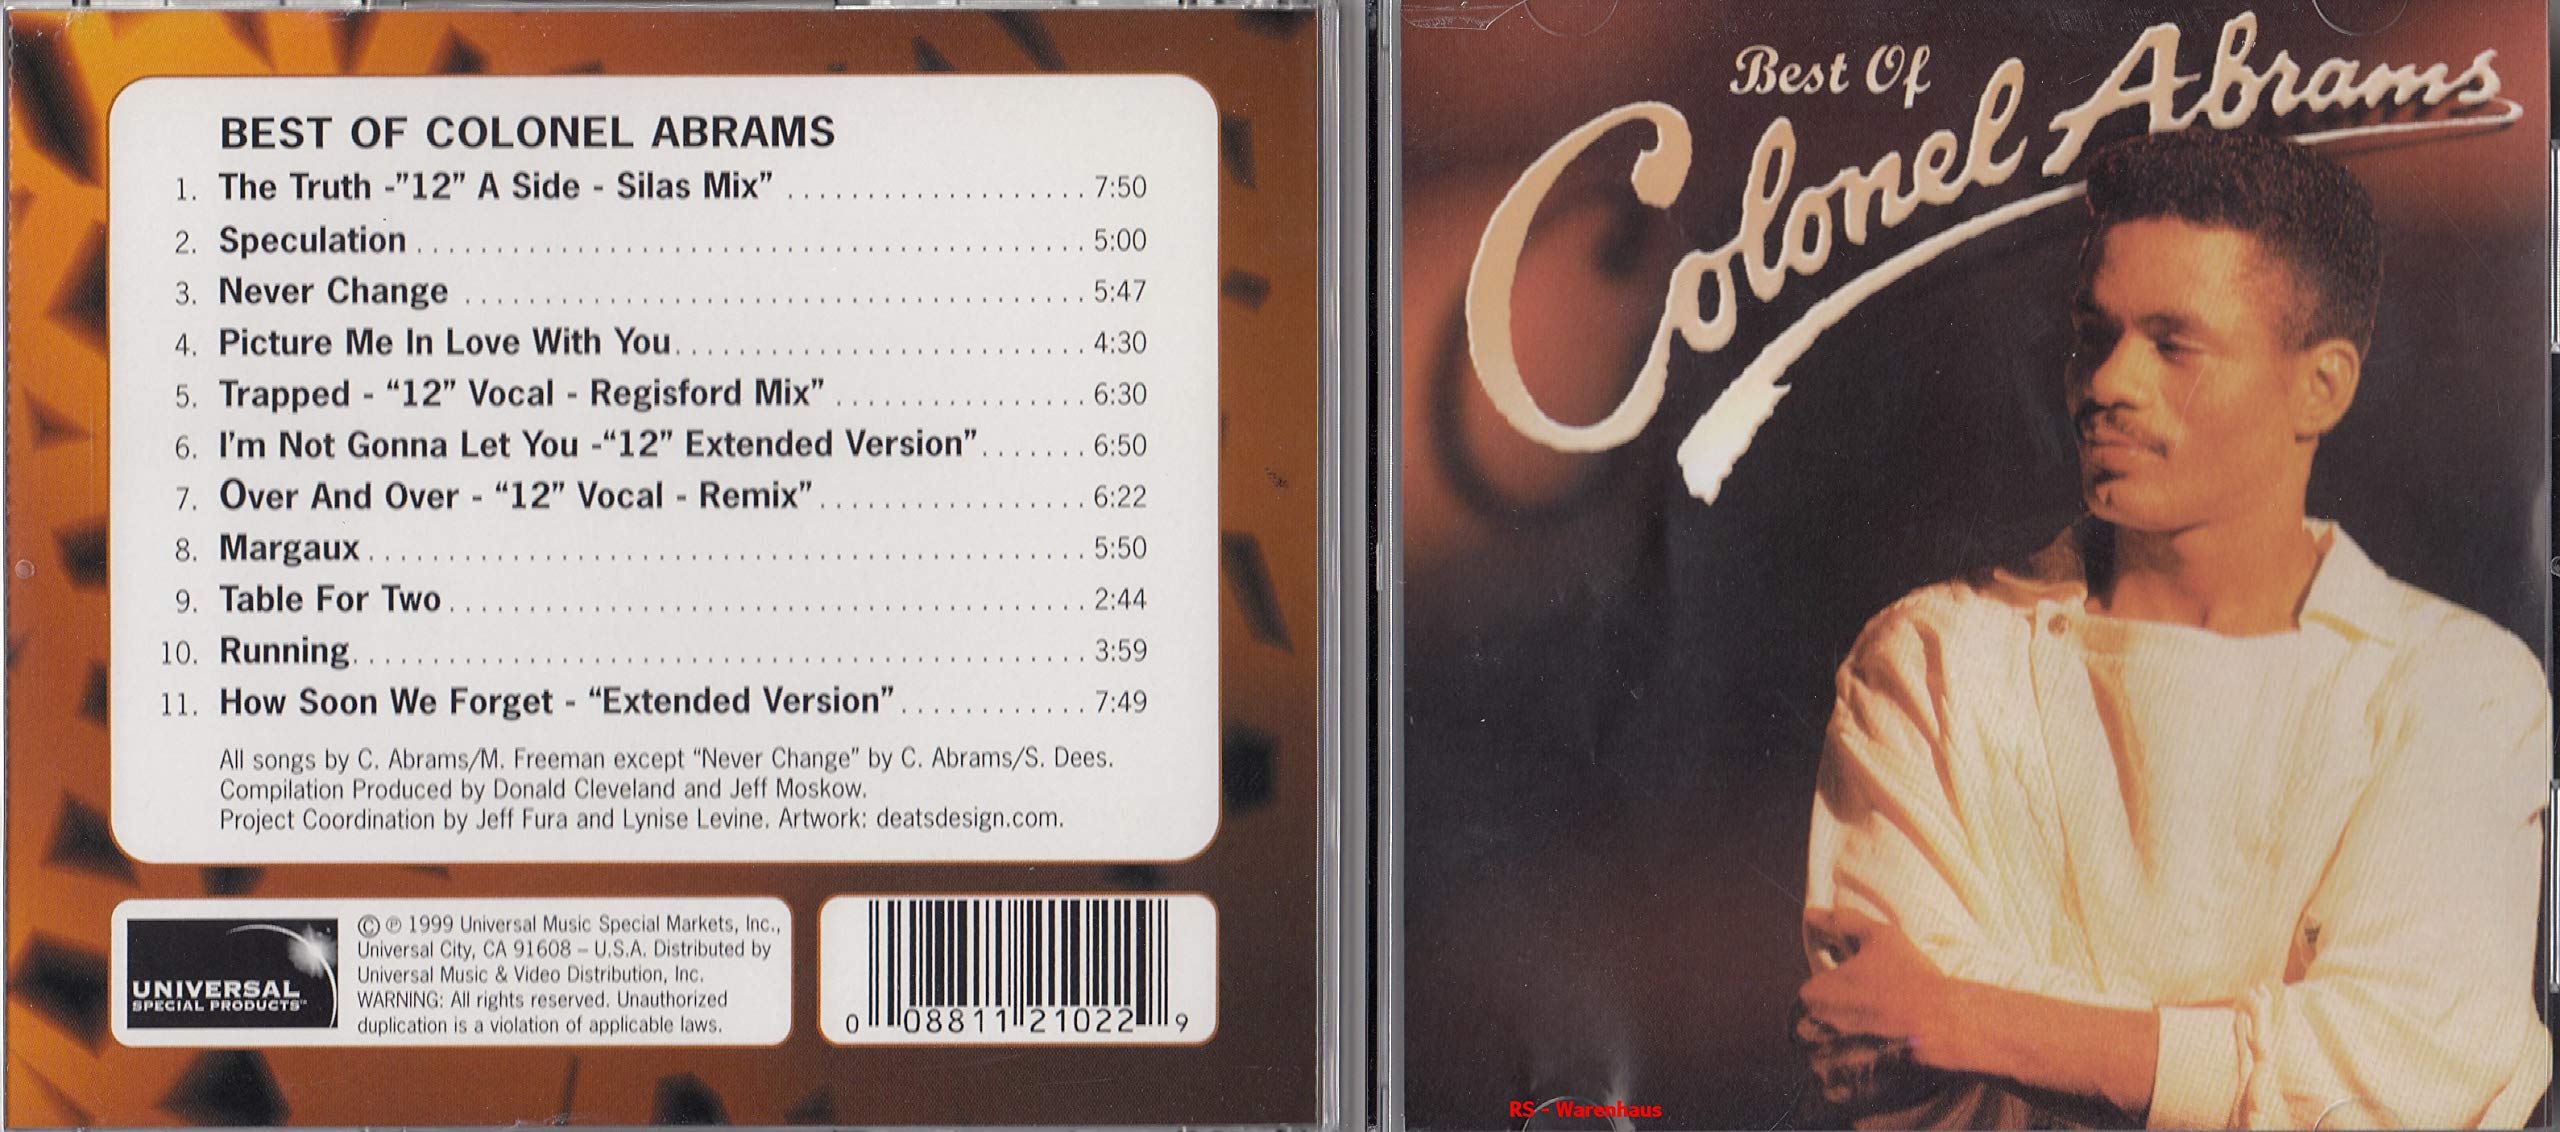 BEST OF COLONEL ABRAMS
1. The Truth -”12” A Side - Silas Mix” 7:50
2. Speculation 5:00
3. Never Change 5:47
4. Picture Me In Love With You 4:30
5. Trapped - “12” Vocal - Regisford Mix” 6:30
6. I'm Not Gonna Let You -“12” Extended Version” 6:50
7. Over And Over - “12” Vocal - Remix” 6:22
8. Margaux 5:50
9. Table For Two 2:44
10. Running 3:59
11. How Soon We Forget - “Extended Version” 7:49
All songs by C. Abrams/M. Freeman except “Never Change” by C. Abrams/S. Dees.
Compilation Produced by Donald Cleveland and Jeff Moskow.
Project Coordination by Jeff Fura and Lynise Levine. Artwork: deatsdesign.com.
UNIVERSAL
SPECIAL PRODUCTS™
© ℗ 1999 Universal Music Special Markets, Inc.,
Universal City, CA 91608 – U.S.A. Distributed by
Universal Music & Video Distribution, Inc.
WARNING: All rights reserved. Unauthorized
duplication is a violation of applicable laws.
0 08811 21022 9
Best Of
Colonel Abrams
RS - Warenhaus